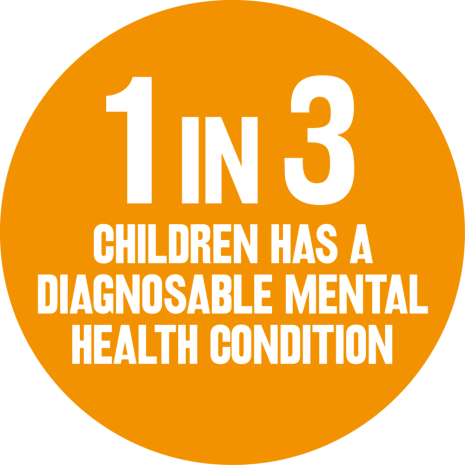 1 IN 3
CHILDREN HAS A
DIAGNOSABLE MENTAL
HEALTH CONDITION